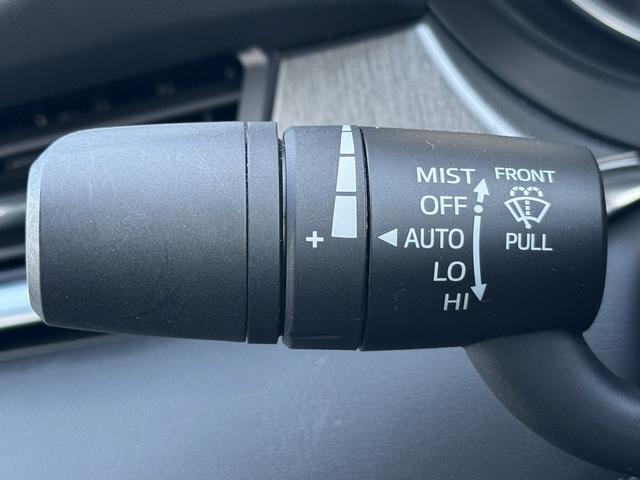 MIST
OFF
AUTO
LO
HI
FRONT
PULL
+